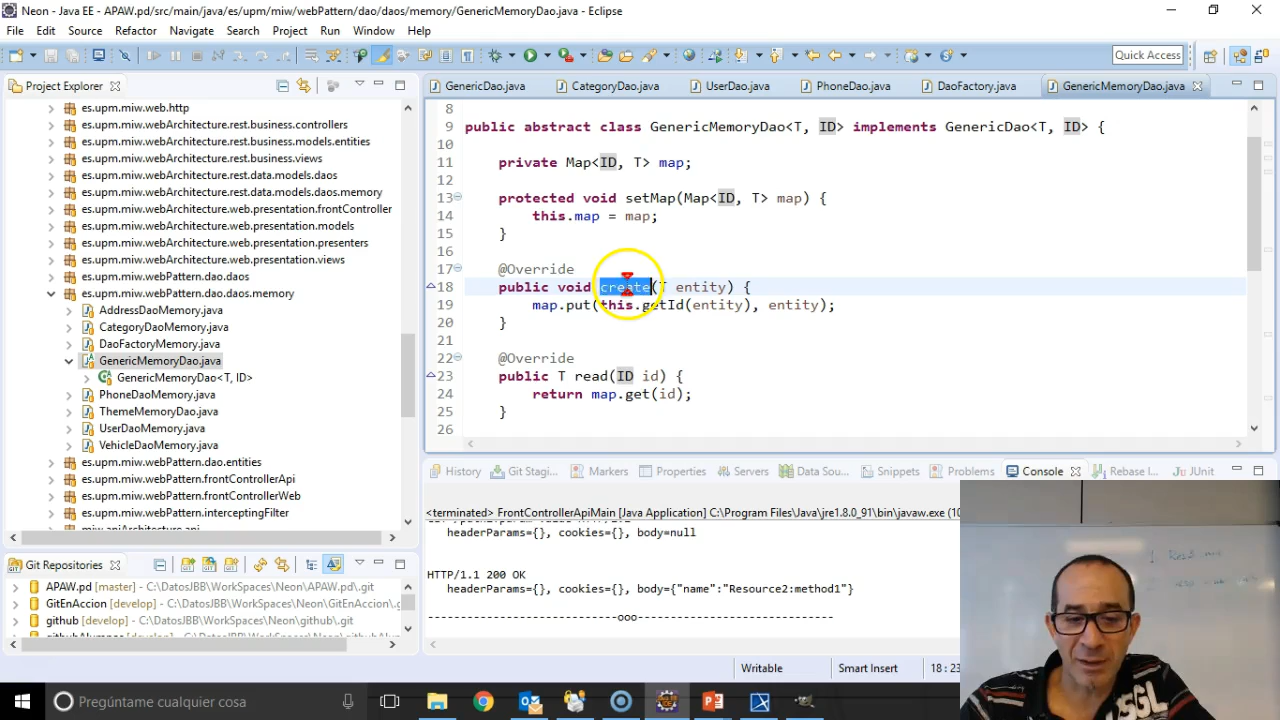 Neon - Java EE - APAW.pd/src/main/java/es/upm/miw/webPattern/dao/daos/memory/GenericMemoryDao.java - Eclipse
File Edit Source Refactor Navigate Search Project Run Window Help
Quick Access
Project Explorer
es.upm.miw.web.http
es.upm.miw.webArchitecture.rest.business.controllers
es.upm.miw.webArchitecture.rest.business.models.entities
es.upm.miw.webArchitecture.rest.business.views
es.upm.miw.webArchitecture.rest.data.models.daos
es.upm.miw.webArchitecture.rest.data.models.daos.memory
es.upm.miw.webArchitecture.web.presentation.frontController
es.upm.miw.webArchitecture.web.presentation.models
es.upm.miw.webArchitecture.web.presentation.presenters
es.upm.miw.webArchitecture.web.presentation.views
es.upm.miw.webPattern.dao.daos
es.upm.miw.webPattern.dao.daos.memory
AddressDaoMemory.java
CategoryDaoMemory.java
DaoFactoryMemory.java
GenericMemoryDao.java
GenericMemoryDao<T, ID>
PhoneDaoMemory.java
ThemeMemoryDao.java
UserDaoMemory.java
VehicleDaoMemory.java
es.upm.miw.webPattern.dao.entities
es.upm.miw.webPattern.frontControllerApi
es.upm.miw.webPattern.frontControllerWeb
es.upm.miw.webPattern.interceptingFilter
miw.apiArchitecture.api
Git Repositories
APAW.pd [master] - C:\DatosJBB\WorkSpaces\Neon\APAW.pd\.git
GitEnAccion [develop] - C:\DatosJBB\WorkSpaces\Neon\GitEnAccion\.g
github [develop] - C:\DatosJBB\WorkSpaces\Neon\github\.git
GenericDao.java CategoryDao.java UserDao.java PhoneDao.java DaoFactory.java GenericMemoryDao.java
8
9 public abstract class GenericMemoryDao<T, ID> implements GenericDao<T, ID> {
10
11 private Map<ID, T> map;
12
13 protected void setMap(Map<ID, T> map) {
14 this.map = map;
15 }
16
17 @Override
18 public void create(T entity) {
19 map.put(this.getId(entity), entity);
20 }
21
22 @Override
23 public T read(ID id) {
24 return map.get(id);
25 }
26
History Git Stagi... Markers Properties Servers Data Sou... Snippets Problems Console Rebase I... JUnit
<terminated> FrontControllerApiMain [Java Application] C:\Program Files\Java\jre1.8.0_91\bin\javaw.exe (10
headerParams={}, cookies={}, body=null
HTTP/1.1 200 OK
headerParams={}, cookies={}, body={"name":"Resource2:method1"}
----------------------------ooo----------------------------
Writable Smart Insert 18 : 23
Pregúntame cualquier cosa